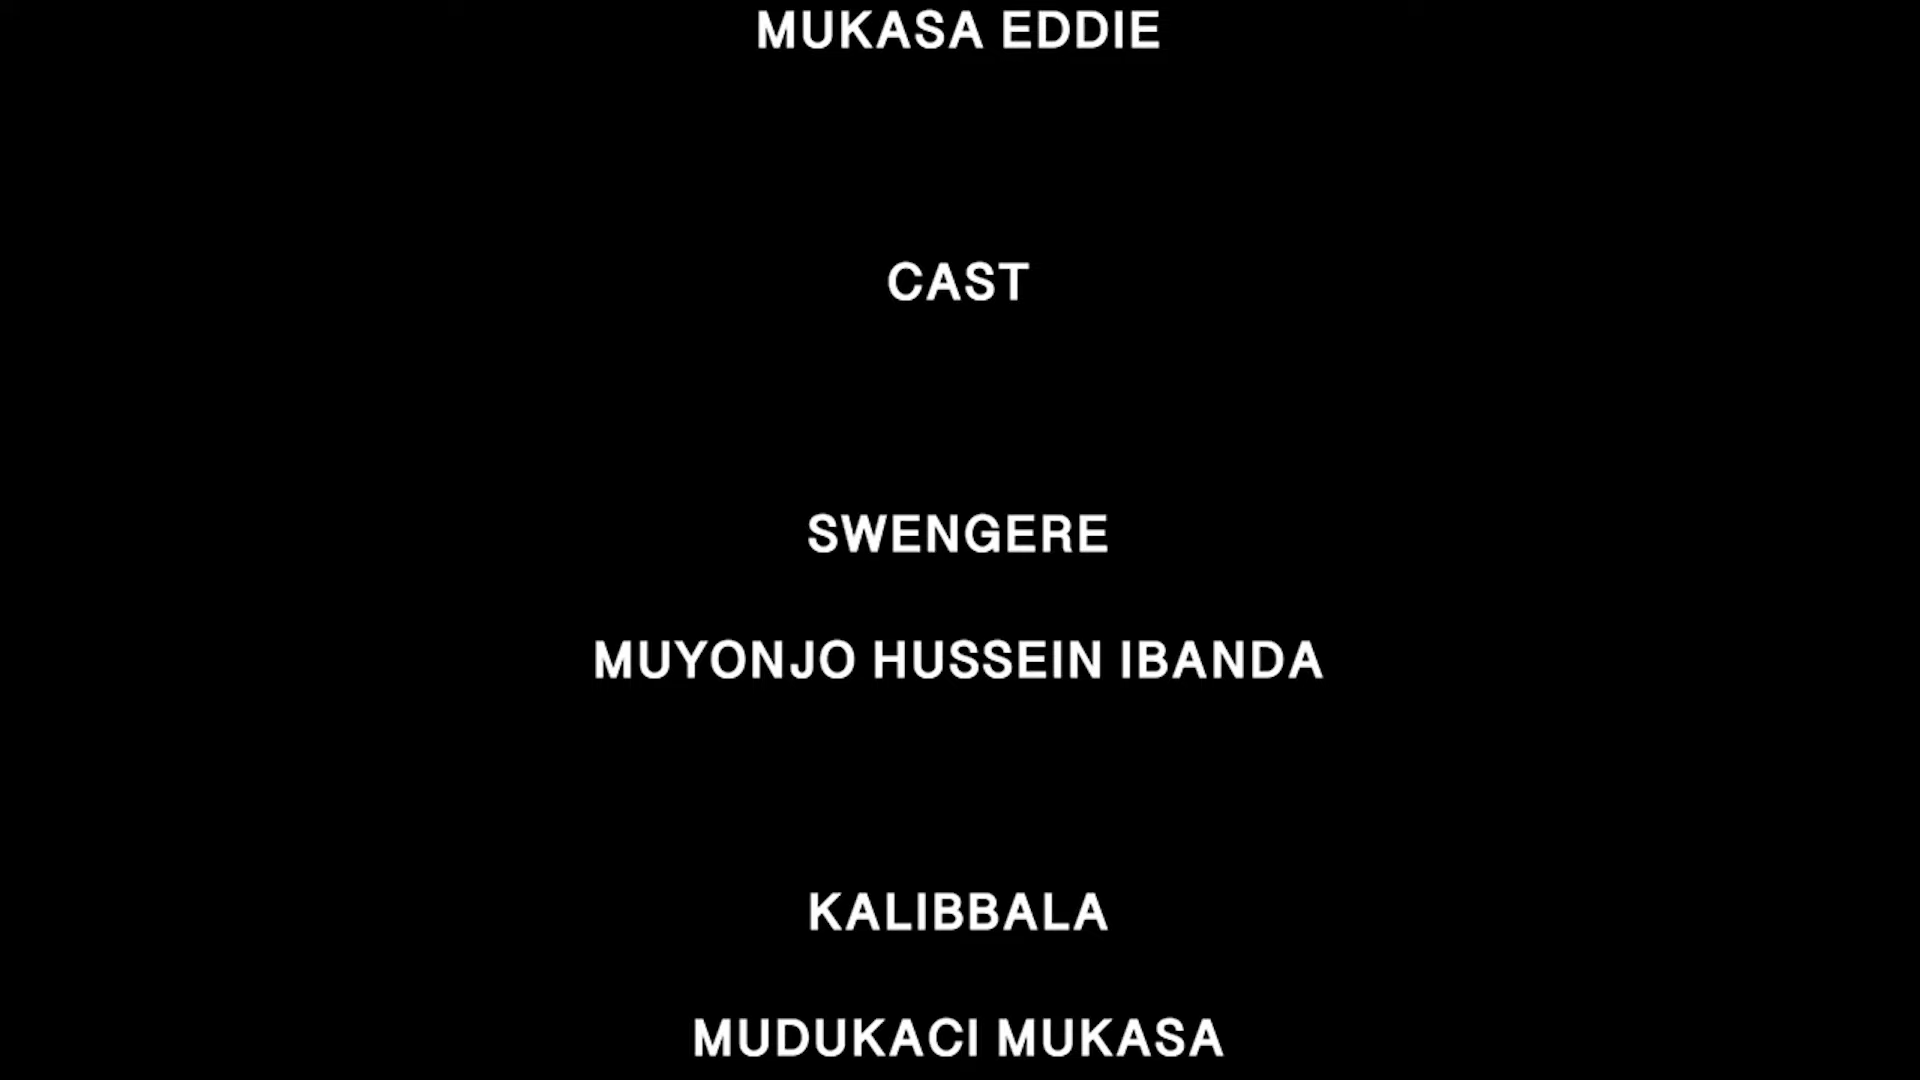 MUKASA EDDIE
CAST
SWENGERE
MUYONJO HUSSEIN IBANDA
KALIBBALA
MUDUKACI MUKASA